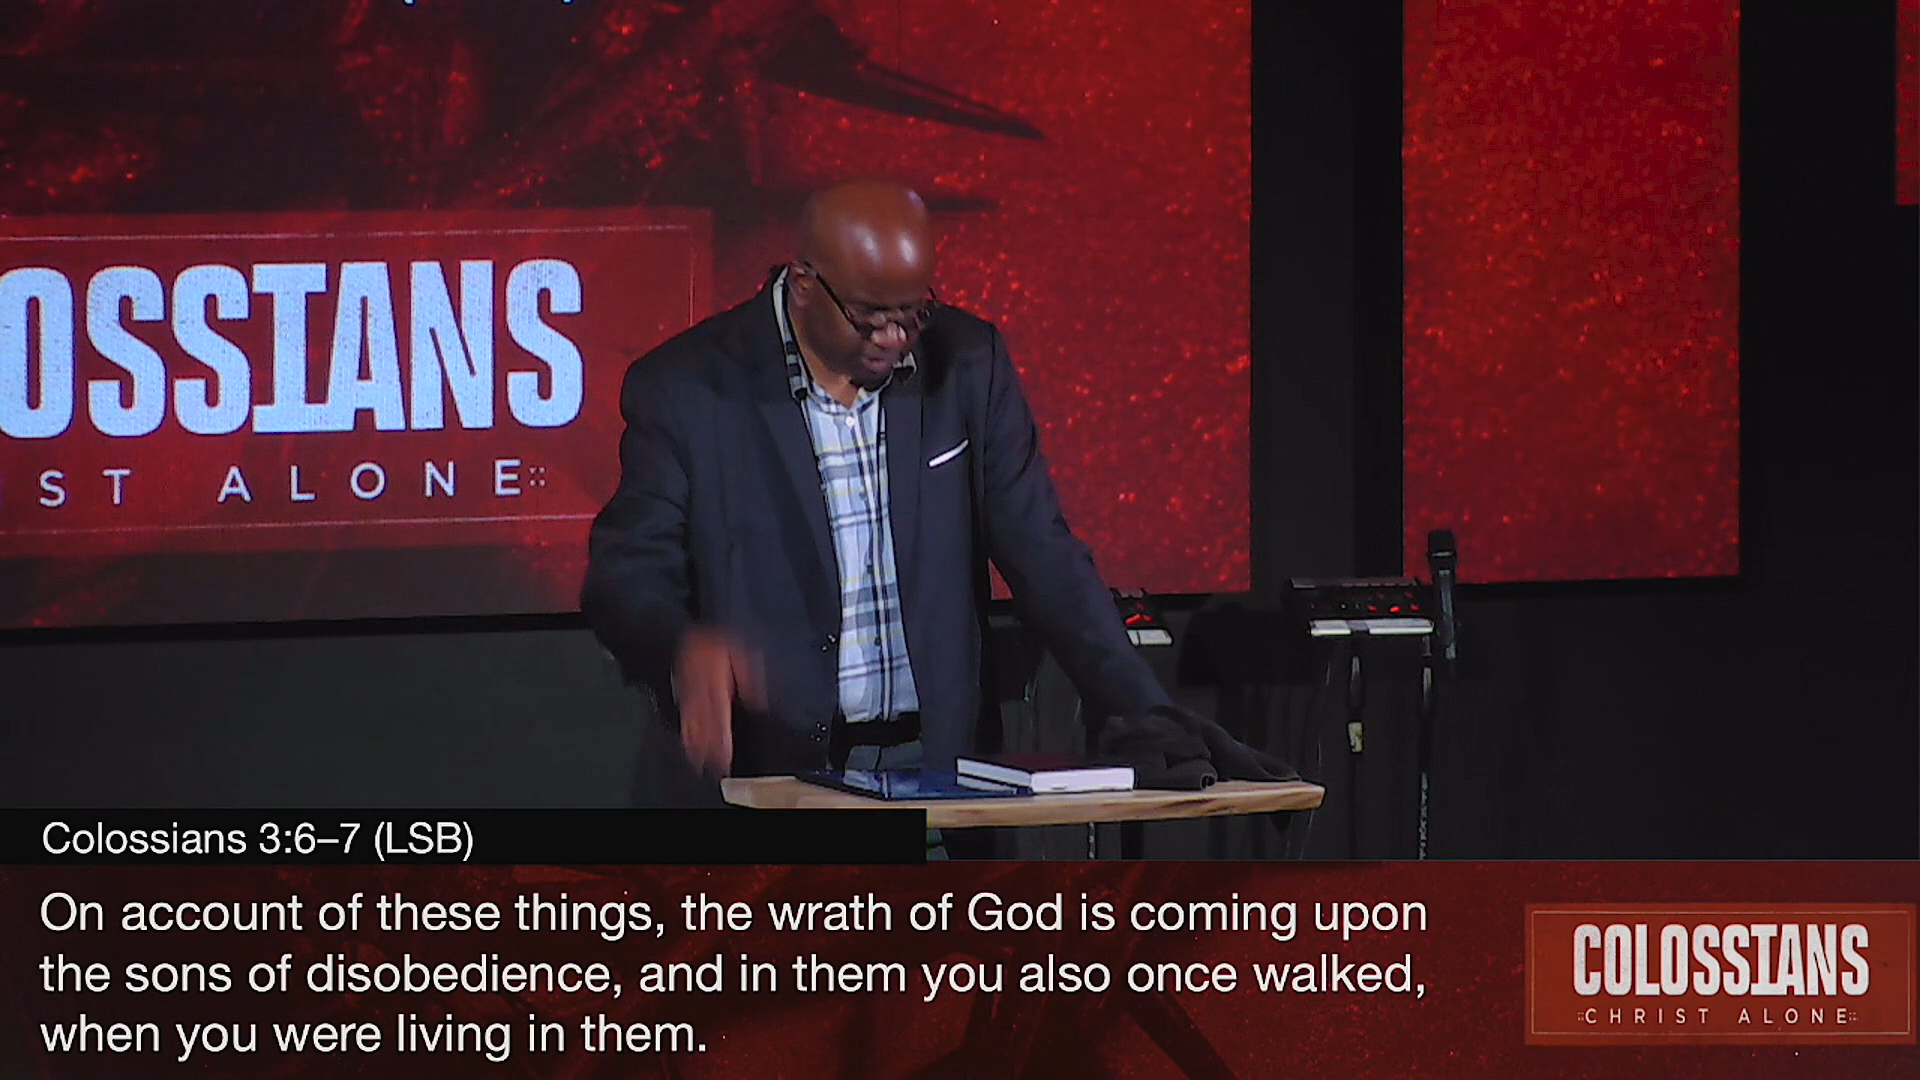 OSSIANS
ST ALONE
Colossians 3:6–7 (LSB)
On account of these things, the wrath of God is coming upon
the sons of disobedience, and in them you also once walked,
when you were living in them.
COLOSSIANS
CHRIST ALONE